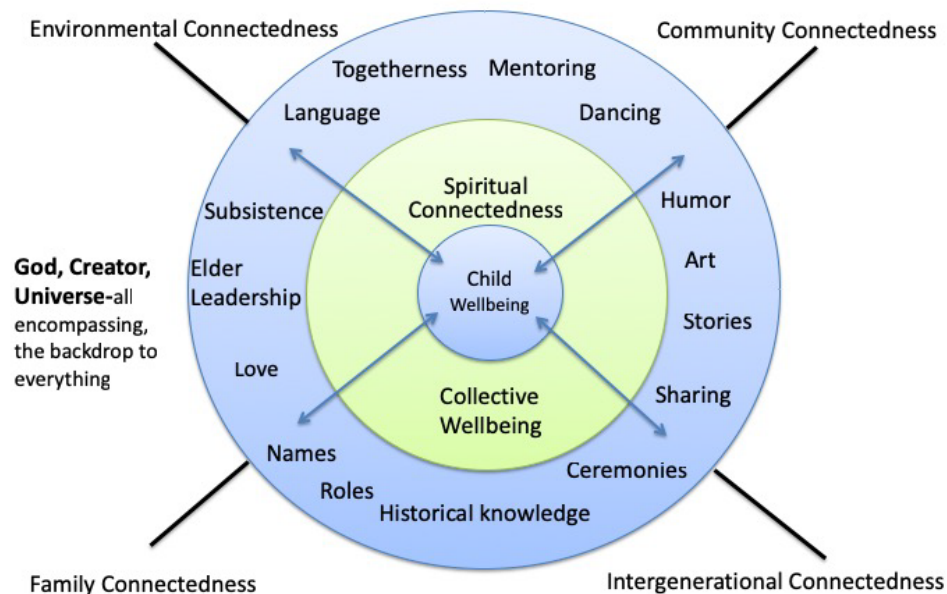 Environmental Connectedness
Community Connectedness
Togetherness
Mentoring
Language
Dancing
Spiritual
Connectedness
Subsistence
Humor
God, Creator,
Universe-all
encompassing,
the backdrop to
everything
Elder
Leadership
Child
Wellbeing
Art
Stories
Love
Collective
Wellbeing
Sharing
Names
Ceremonies
Roles
Historical knowledge
Family Connectedness
Intergenerational Connectedness